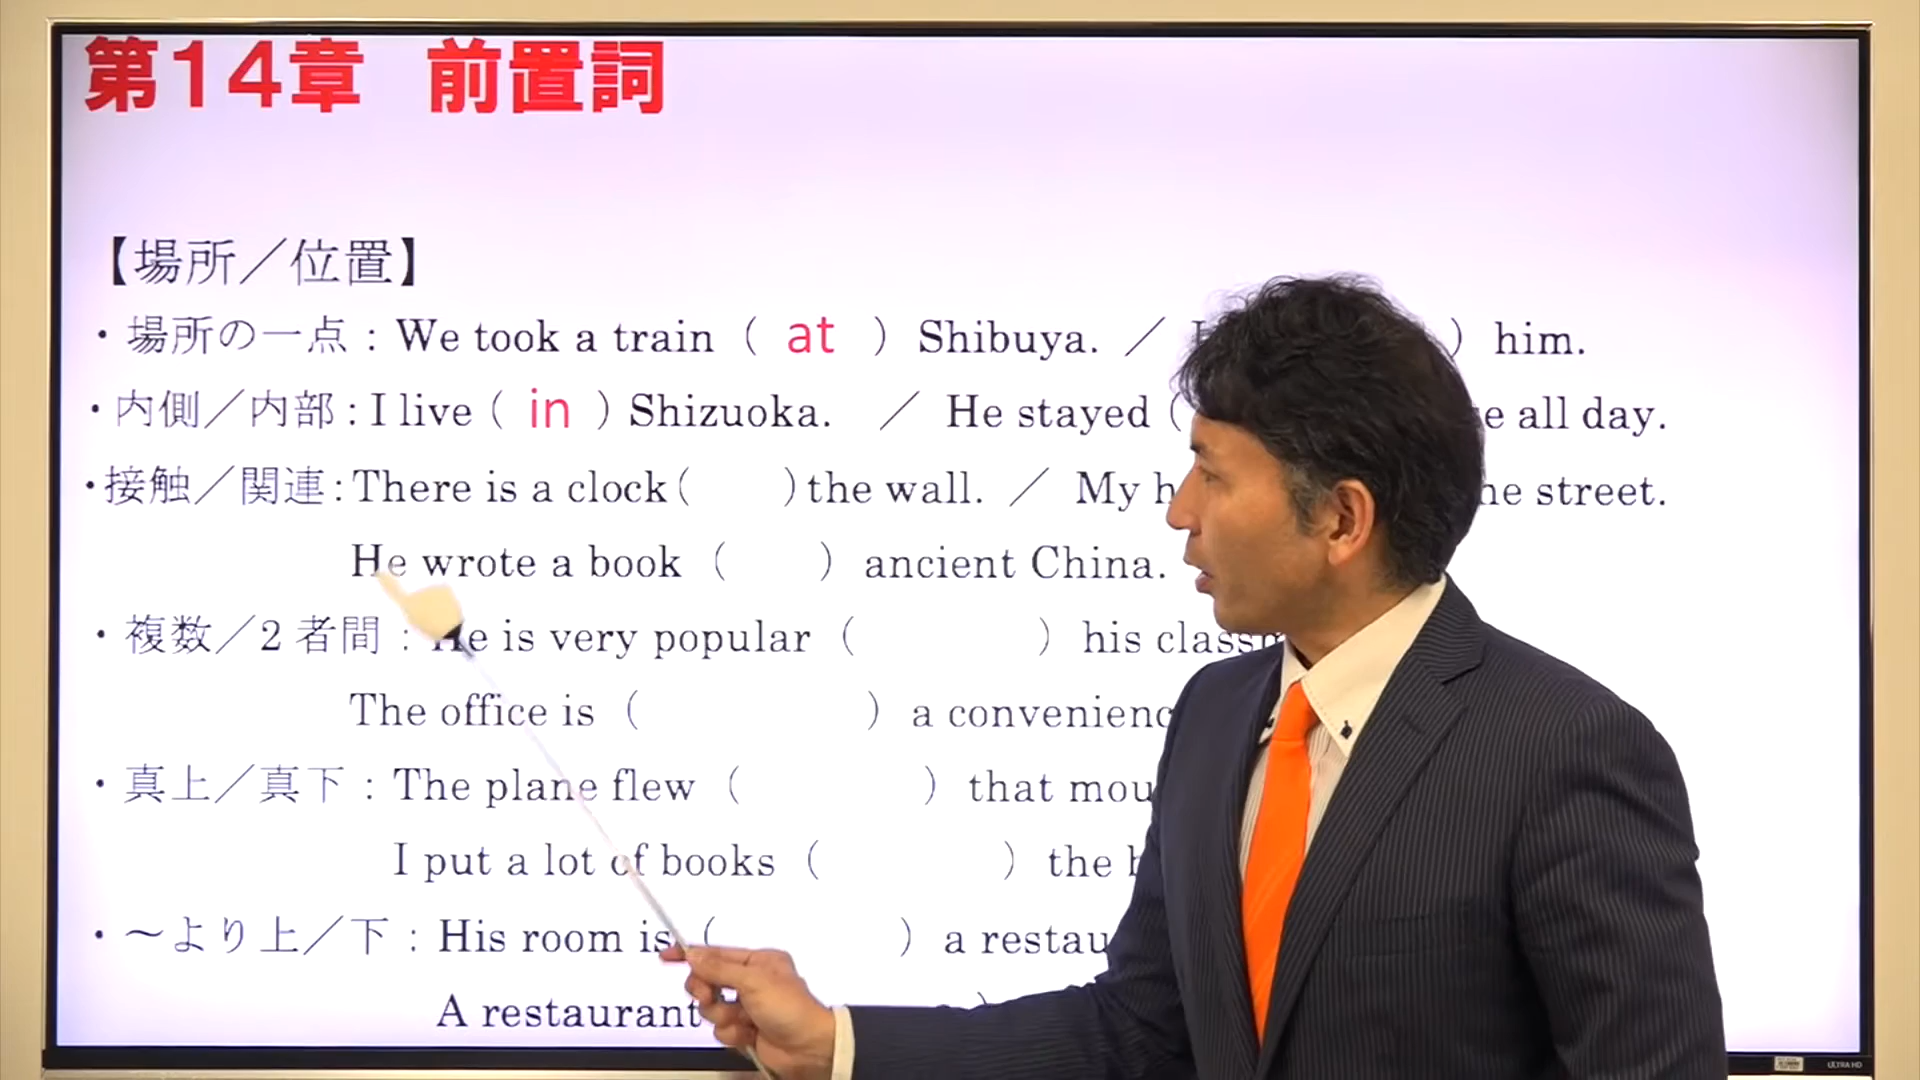 第14章 前置詞
【場所／位置】
・場所の一点：We took a train （ at ） Shibuya. ／ ） him.
・内側／内部：I live （ in ） Shizuoka. ／ He stayed （ all day.
・接触／関連：There is a clock（ ）the wall. ／ My street.
He wrote a book （ ） ancient China.
・複数／2者間：He is very popular （ ） his
The office is （ ） a
・真上／真下：The plane flew （ ） that
I put a lot of books （ ） the
・～より上／下：His room is （ ） a
A restaurant
ULTRA HD